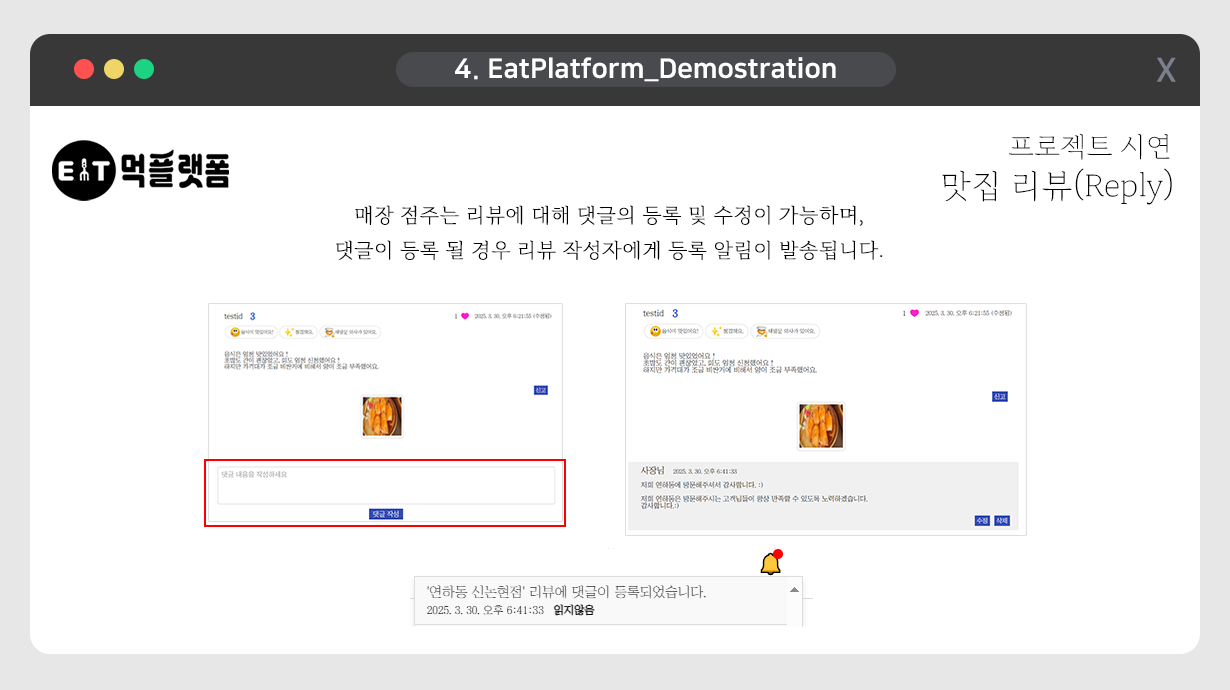 4. EatPlatform_Demostration
X
EAT 먹플랫폼
프로젝트 시연
맛집 리뷰(Reply)
매장 점주는 리뷰에 대해 댓글의 등록 및 수정이 가능하며,
댓글이 등록 될 경우 리뷰 작성자에게 등록 알림이 발송됩니다.
testid 3
1 2025. 3. 30. 오후 6:21:55 (수정됨)
음식이 맛있어요! 청결해요. 재방문 의사가 있어요.
음식은 엄청 맛있었어요 !
초밥도 간이 괜찮았고, 회도 엄청 신청했어요 !
하지만 가격대가 조금 비싼거에 비해서 양이 조금 부족했어요.
신고
댓글 내용을 작성하세요
댓글 작성
testid 3
1 2025. 3. 30. 오후 6:21:55 (수정됨)
음식이 맛있어요! 청결해요. 재방문 의사가 있어요.
음식은 엄청 맛있었어요 !
초밥도 간이 괜찮았고, 회도 엄청 신청했어요 !
하지만 가격대가 조금 비싼거에 비해서 양이 조금 부족했어요.
신고
사장님 2025. 3. 30. 오후 6:41:33
저희 연하동에 방문해주셔서 감사합니다. :)
저희 연하동은 방문해주시는 고객님들이 항상 만족할 수 있도록 노력하겠습니다.
감사합니다.:)
수정 삭제
'연하동 신논현점' 리뷰에 댓글이 등록되었습니다.
2025. 3. 30. 오후 6:41:33 읽지않음